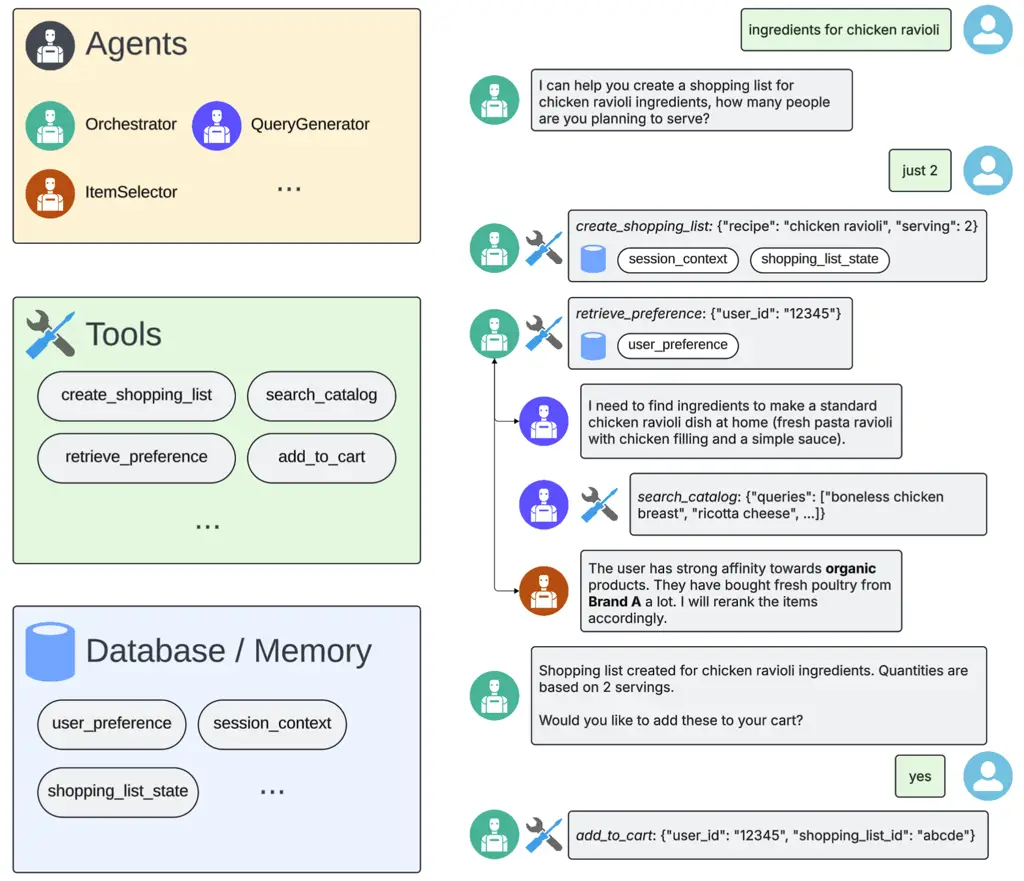 Agents
Orchestrator
QueryGenerator
ItemSelector
...
Tools
create_shopping_list
search_catalog
retrieve_preference
add_to_cart
...
Database / Memory
user_preference
session_context
shopping_list_state
...
ingredients for chicken ravioli
I can help you create a shopping list for
chicken ravioli ingredients, how many people
are you planning to serve?
just 2
create_shopping_list: {"recipe": "chicken ravioli", "serving": 2}
session_context
shopping_list_state
retrieve_preference: {"user_id": "12345"}
user_preference
I need to find ingredients to make a standard
chicken ravioli dish at home (fresh pasta ravioli
with chicken filling and a simple sauce).
search_catalog: {"queries": ["boneless chicken
breast", "ricotta cheese", ...]}
The user has strong affinity towards organic
products. They have bought fresh poultry from
Brand A a lot. I will rerank the items
accordingly.
Shopping list created for chicken ravioli ingredients. Quantities are
based on 2 servings.
Would you like to add these to your cart?
yes
add_to_cart: {"user_id": "12345", "shopping_list_id": "abcde"}